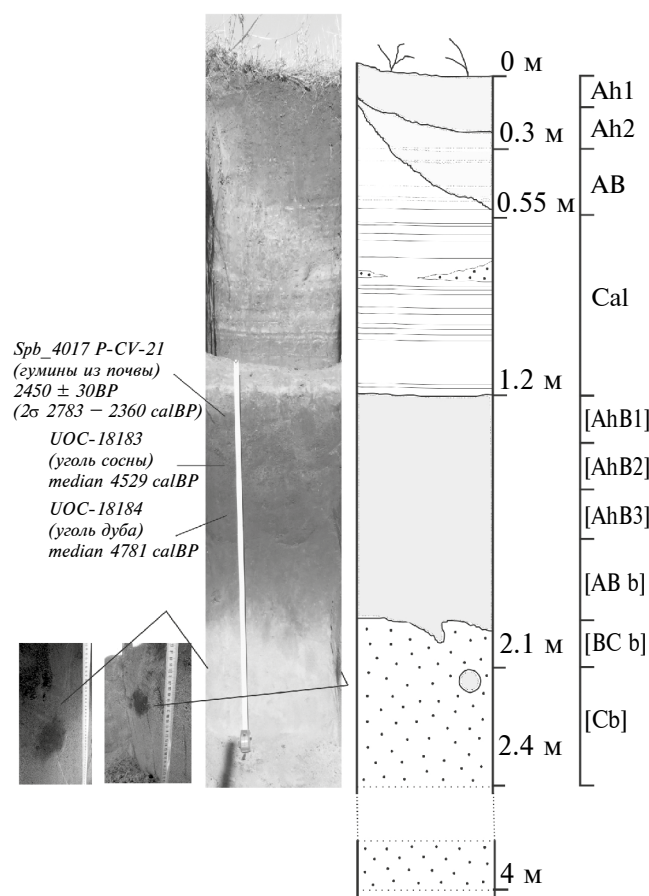 0 м
Ah1
0.3 м
Ah2
AB
0.55 м
Cal
Spb_4017 P-CV-21
(гумины из почвы)
2450 ± 30BP
(2σ 2783 – 2360 calBP)
1.2 м
[AhB1]
UOC-18183
(уголь сосны)
median 4529 calBP
[AhB2]
UOC-18184
(уголь дуба)
median 4781 calBP
[AhB3]
[AB b]
2.1 м
[BC b]
[Cb]
2.4 м
4 м